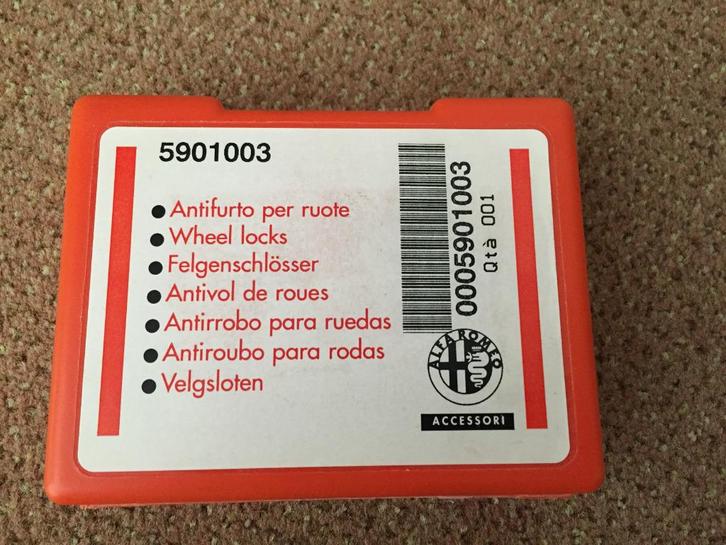 5901003
● Antifurto per ruote
● Wheel locks
● Felgenschlösser
● Antivol de roues
● Antirrobo para ruedas
● Antiroubo para rodas
● Velgsloten
0005901003
Qtà 001
ALFA ROMEO
ACCESSORI